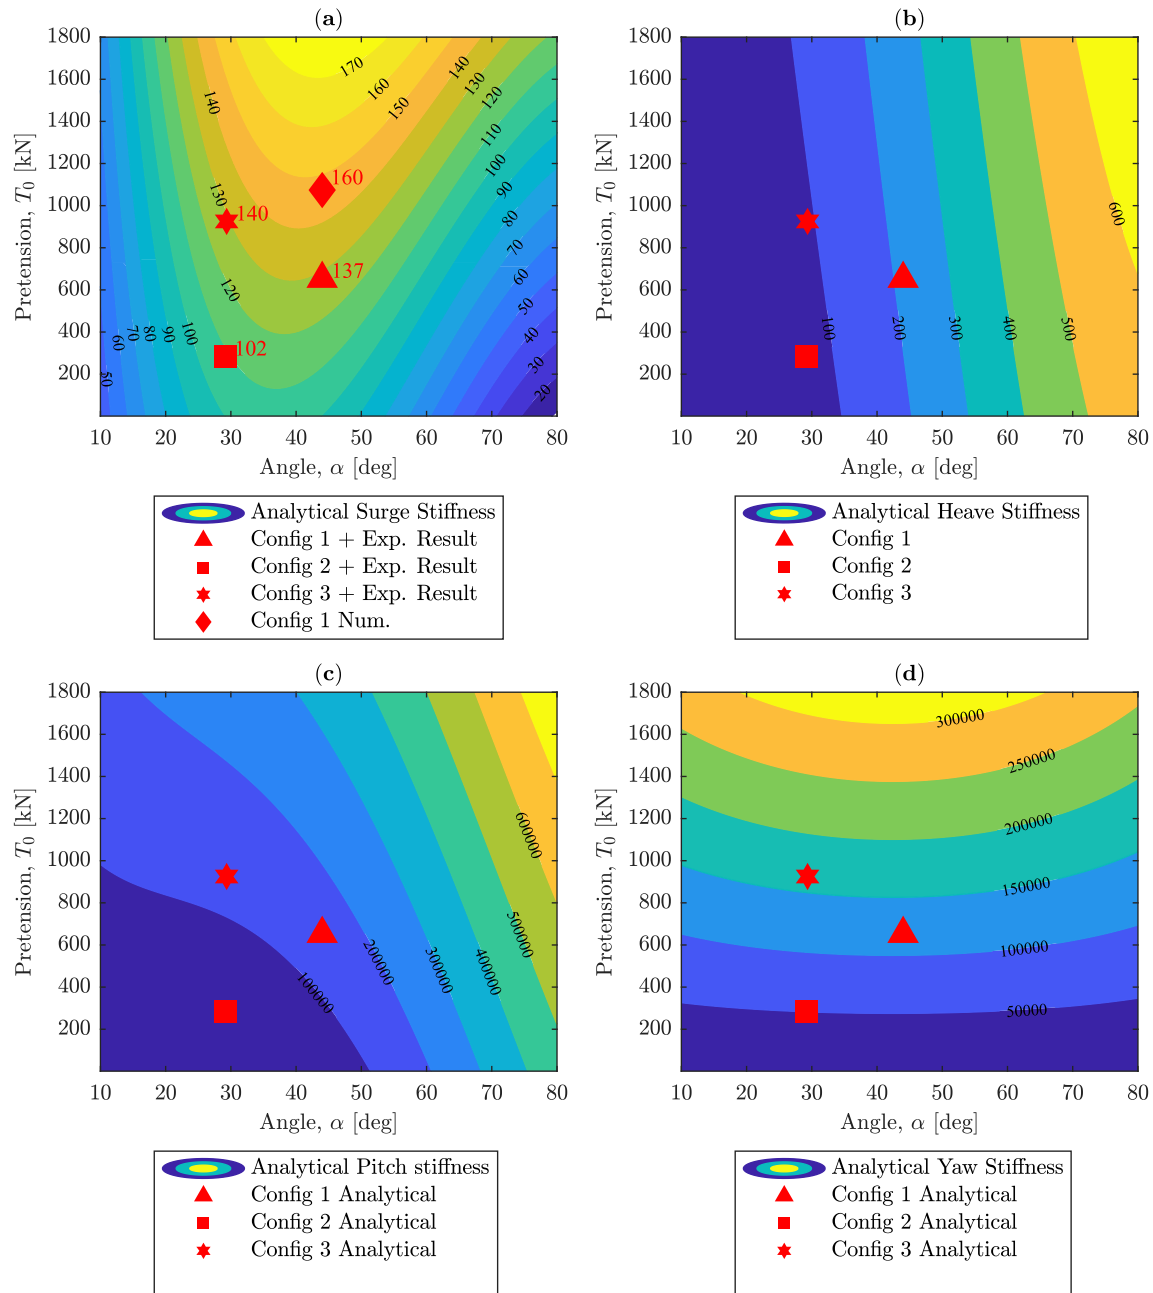 (a)
1800
1600
1400
1200
1000
800
600
400
200
10 20 30 40 50 60 70 80
Pretension, T₀ [kN]
Angle, α [deg]
170
160
150
140
130
120
110
100
90
80
70
60
50
40
30
20
140
130
120
100
90
80
70
60
50
160
140
137
102
Analytical Surge Stiffness
Config 1 + Exp. Result
Config 2 + Exp. Result
Config 3 + Exp. Result
Config 1 Num.
(b)
1800
1600
1400
1200
1000
800
600
400
200
10 20 30 40 50 60 70 80
Pretension, T₀ [kN]
Angle, α [deg]
600
100 200 300 400 500
Analytical Heave Stiffness
Config 1
Config 2
Config 3
(c)
1800
1600
1400
1200
1000
800
600
400
200
10 20 30 40 50 60 70 80
Pretension, T₀ [kN]
Angle, α [deg]
600000
500000
400000
300000
200000
100000
Analytical Pitch stiffness
Config 1 Analytical
Config 2 Analytical
Config 3 Analytical
(d)
1800
1600
1400
1200
1000
800
600
400
200
10 20 30 40 50 60 70 80
Pretension, T₀ [kN]
Angle, α [deg]
300000
250000
200000
150000
100000
50000
Analytical Yaw Stiffness
Config 1 Analytical
Config 2 Analytical
Config 3 Analytical